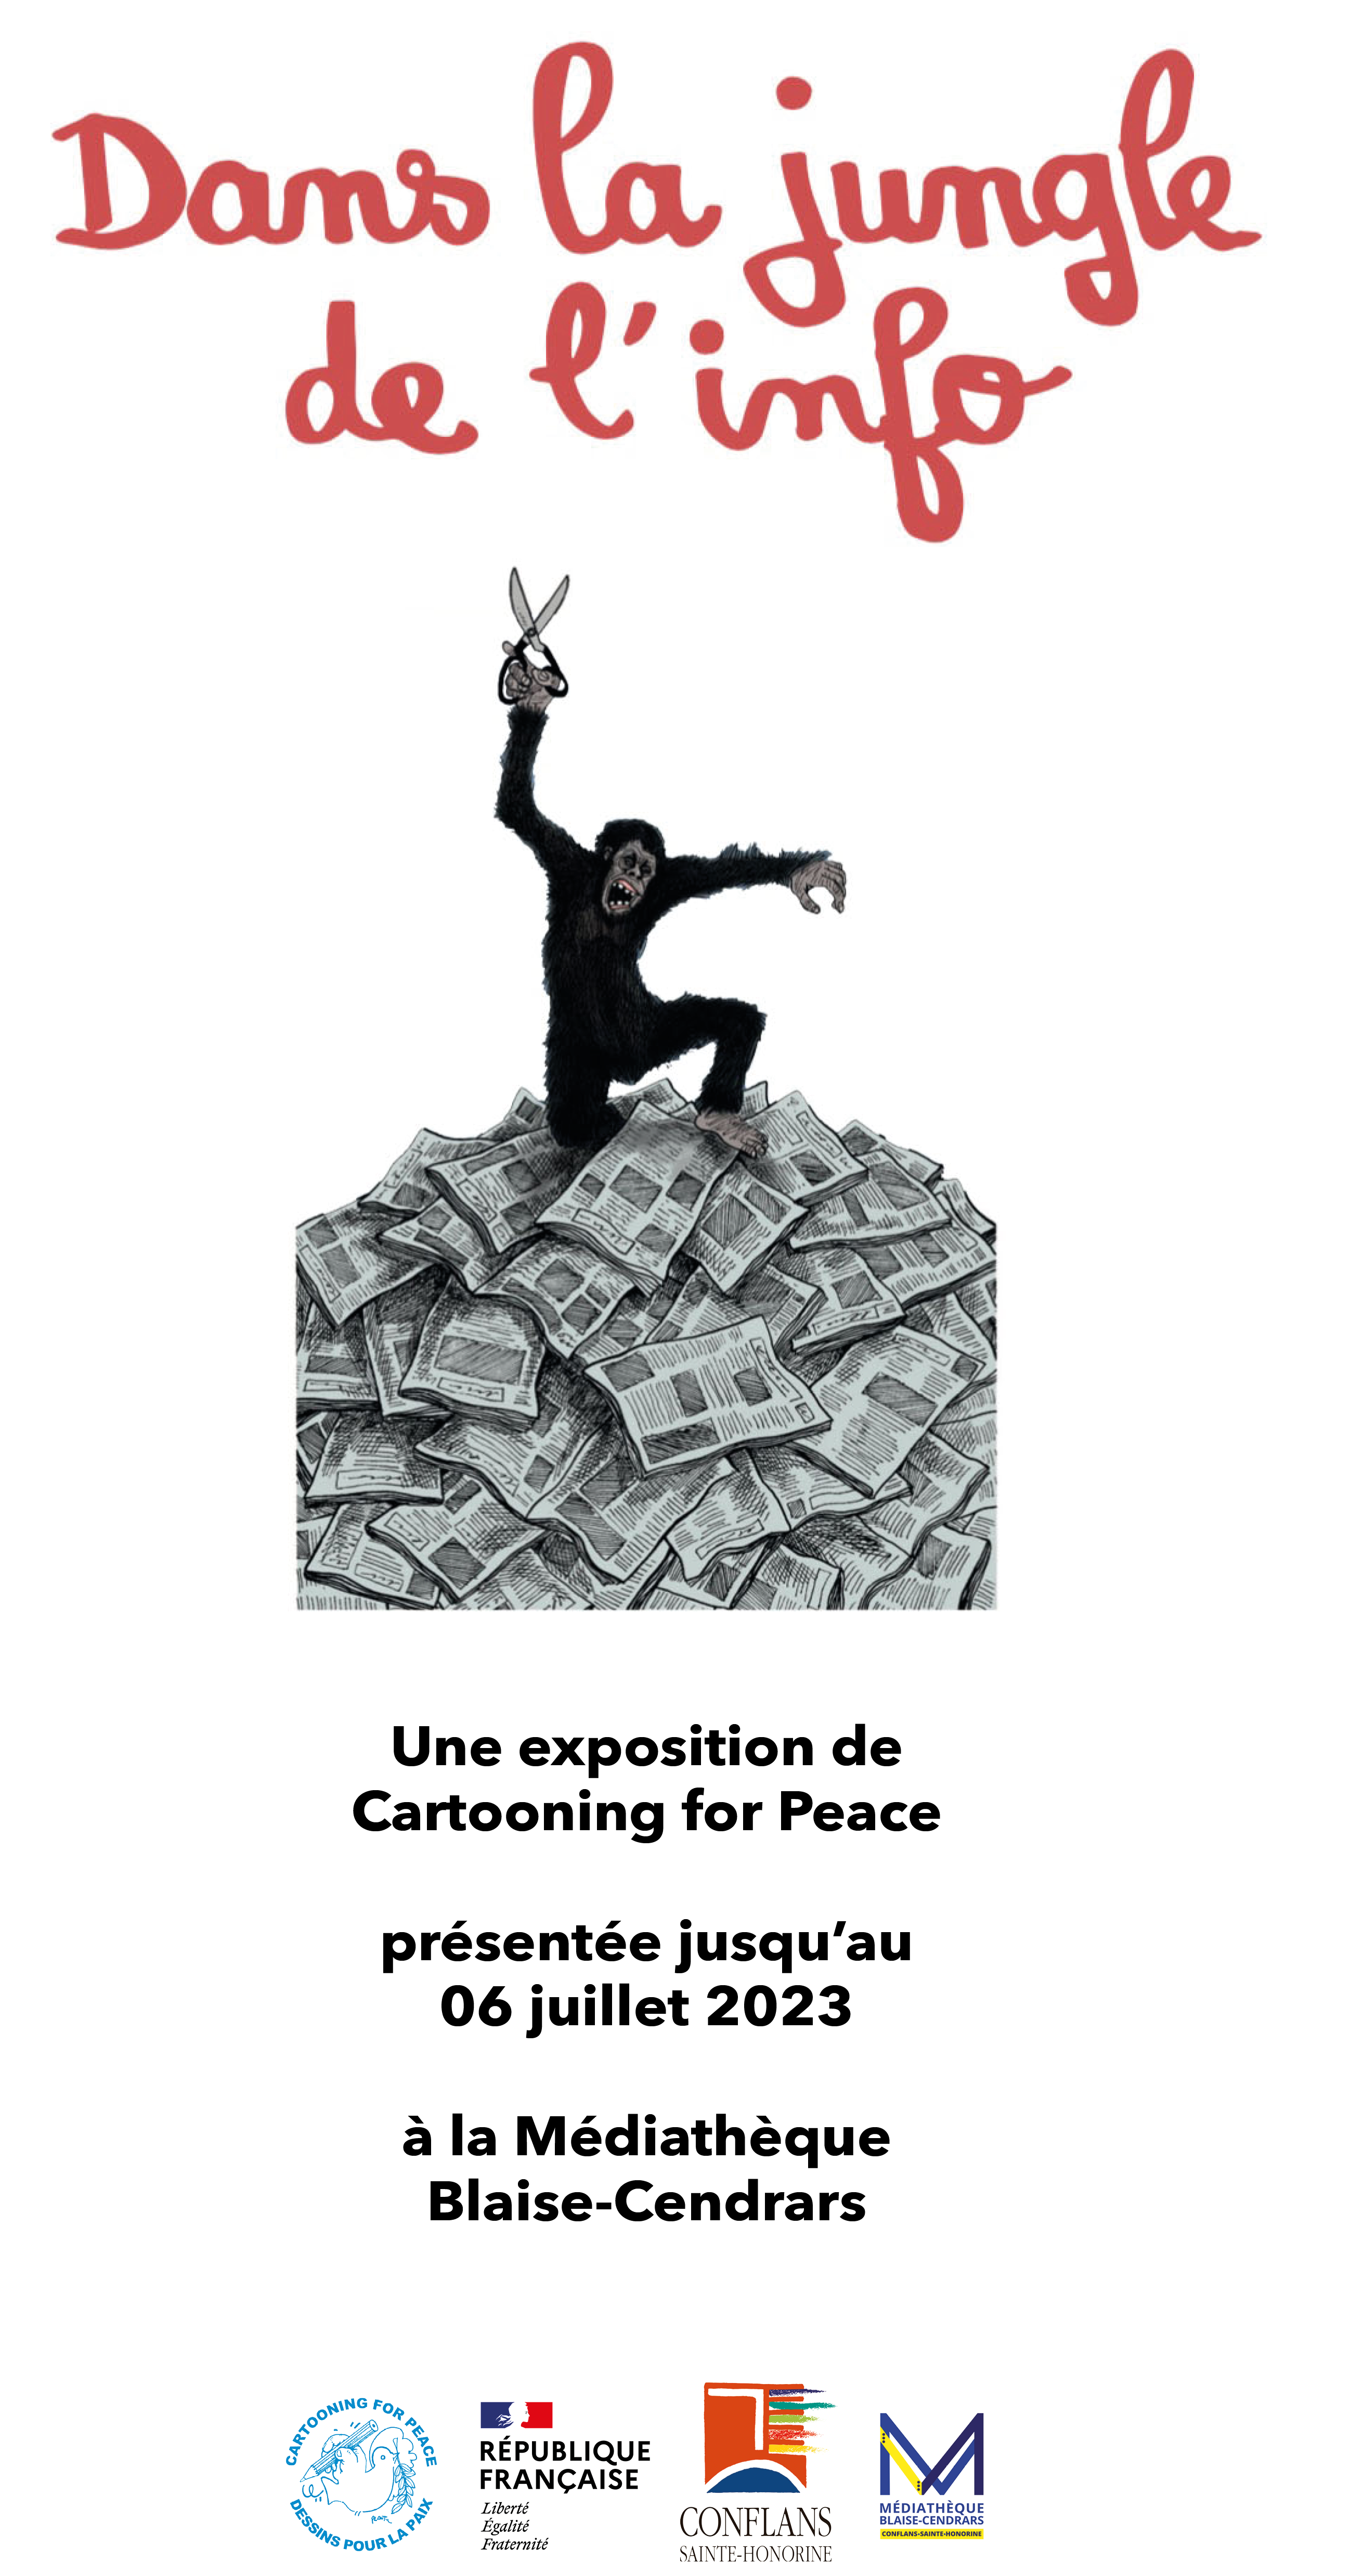 Dans la jungle
de l'info
Une exposition de
Cartooning for Peace
présentée jusqu’au
06 juillet 2023
à la Médiathèque
Blaise-Cendrars
CARTOONING FOR PEACE
DESSINS POUR LA PAIX
RÉPUBLIQUE
FRANÇAISE
Liberté
Égalité
Fraternité
CONFLANS
SAINTE-HONORINE
MÉDIATHÈQUE
BLAISE-CENDRARS
CONFLANS-SAINTE-HONORINE